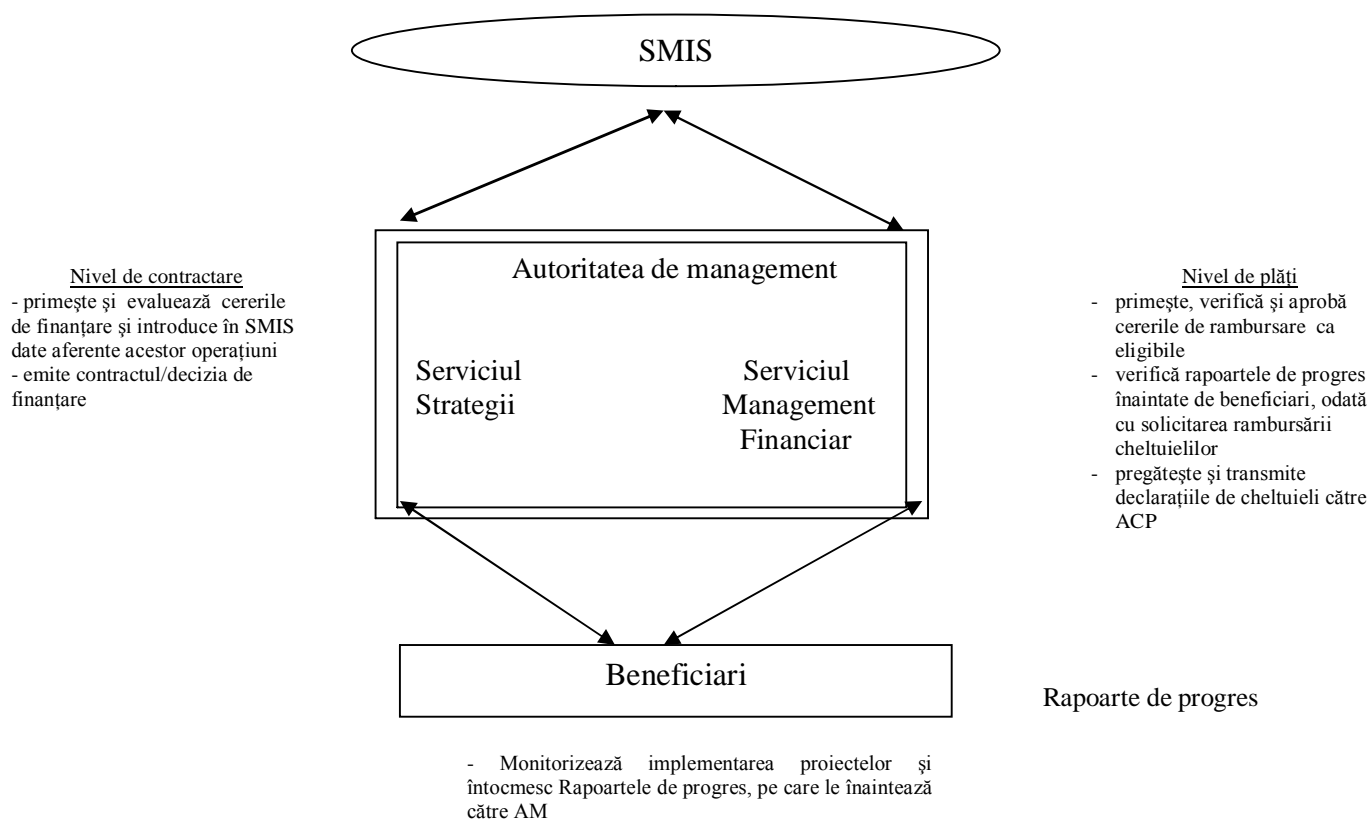 SMIS
Autoritatea de management
Nivel de contractare
- primeşte şi evaluează cererile
de finanţare şi introduce în SMIS
date aferente acestor operaţiuni
- emite contractul/decizia de
finanţare
Serviciul
Strategii
Serviciul
Management
Financiar
Nivel de plăţi
- primeşte, verifică şi aprobă
cererile de rambursare ca
eligibile
- verifică rapoartele de progres
înaintate de beneficiari, odată
cu solicitarea rambursării
cheltuielilor
- pregăteşte şi transmite
declaraţiile de cheltuieli către
ACP
Beneficiari
Rapoarte de progres
- Monitorizează implementarea proiectelor şi
întocmesc Rapoartele de progres, pe care le înaintează
către AM